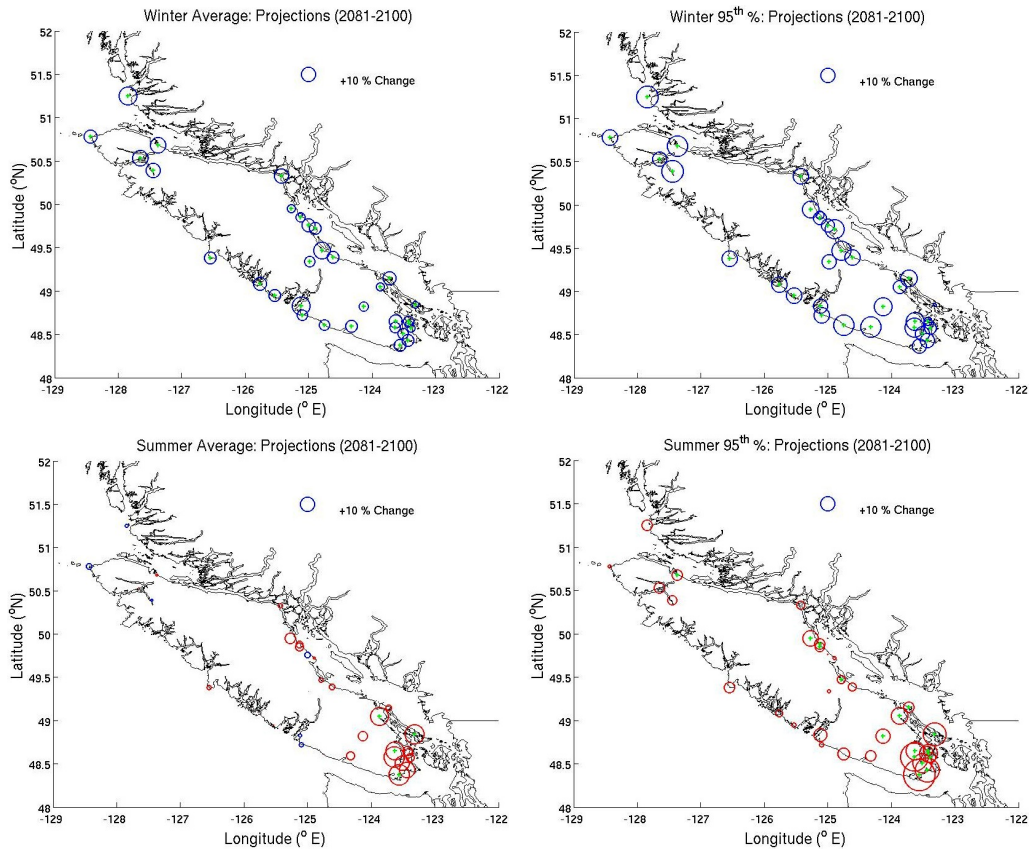 Winter Average: Projections (2081-2100)
52
51.5
51
50.5
50
49.5
49
48.5
48
Latitude (°N)
+10 % Change
-129 -128 -127 -126 -125 -124 -123 -122
Longitude (° E)
Winter 95th %: Projections (2081-2100)
52
51.5
51
50.5
50
49.5
49
48.5
48
Latitude (°N)
+10 % Change
-129 -128 -127 -126 -125 -124 -123 -122
Longitude (° E)
Summer Average: Projections (2081-2100)
52
51.5
51
50.5
50
49.5
49
48.5
48
Latitude (°N)
+10 % Change
-129 -128 -127 -126 -125 -124 -123 -122
Longitude (° E)
Summer 95th %: Projections (2081-2100)
52
51.5
51
50.5
50
49.5
49
48.5
48
Latitude (°N)
+10 % Change
-129 -128 -127 -126 -125 -124 -123 -122
Longitude (° E)